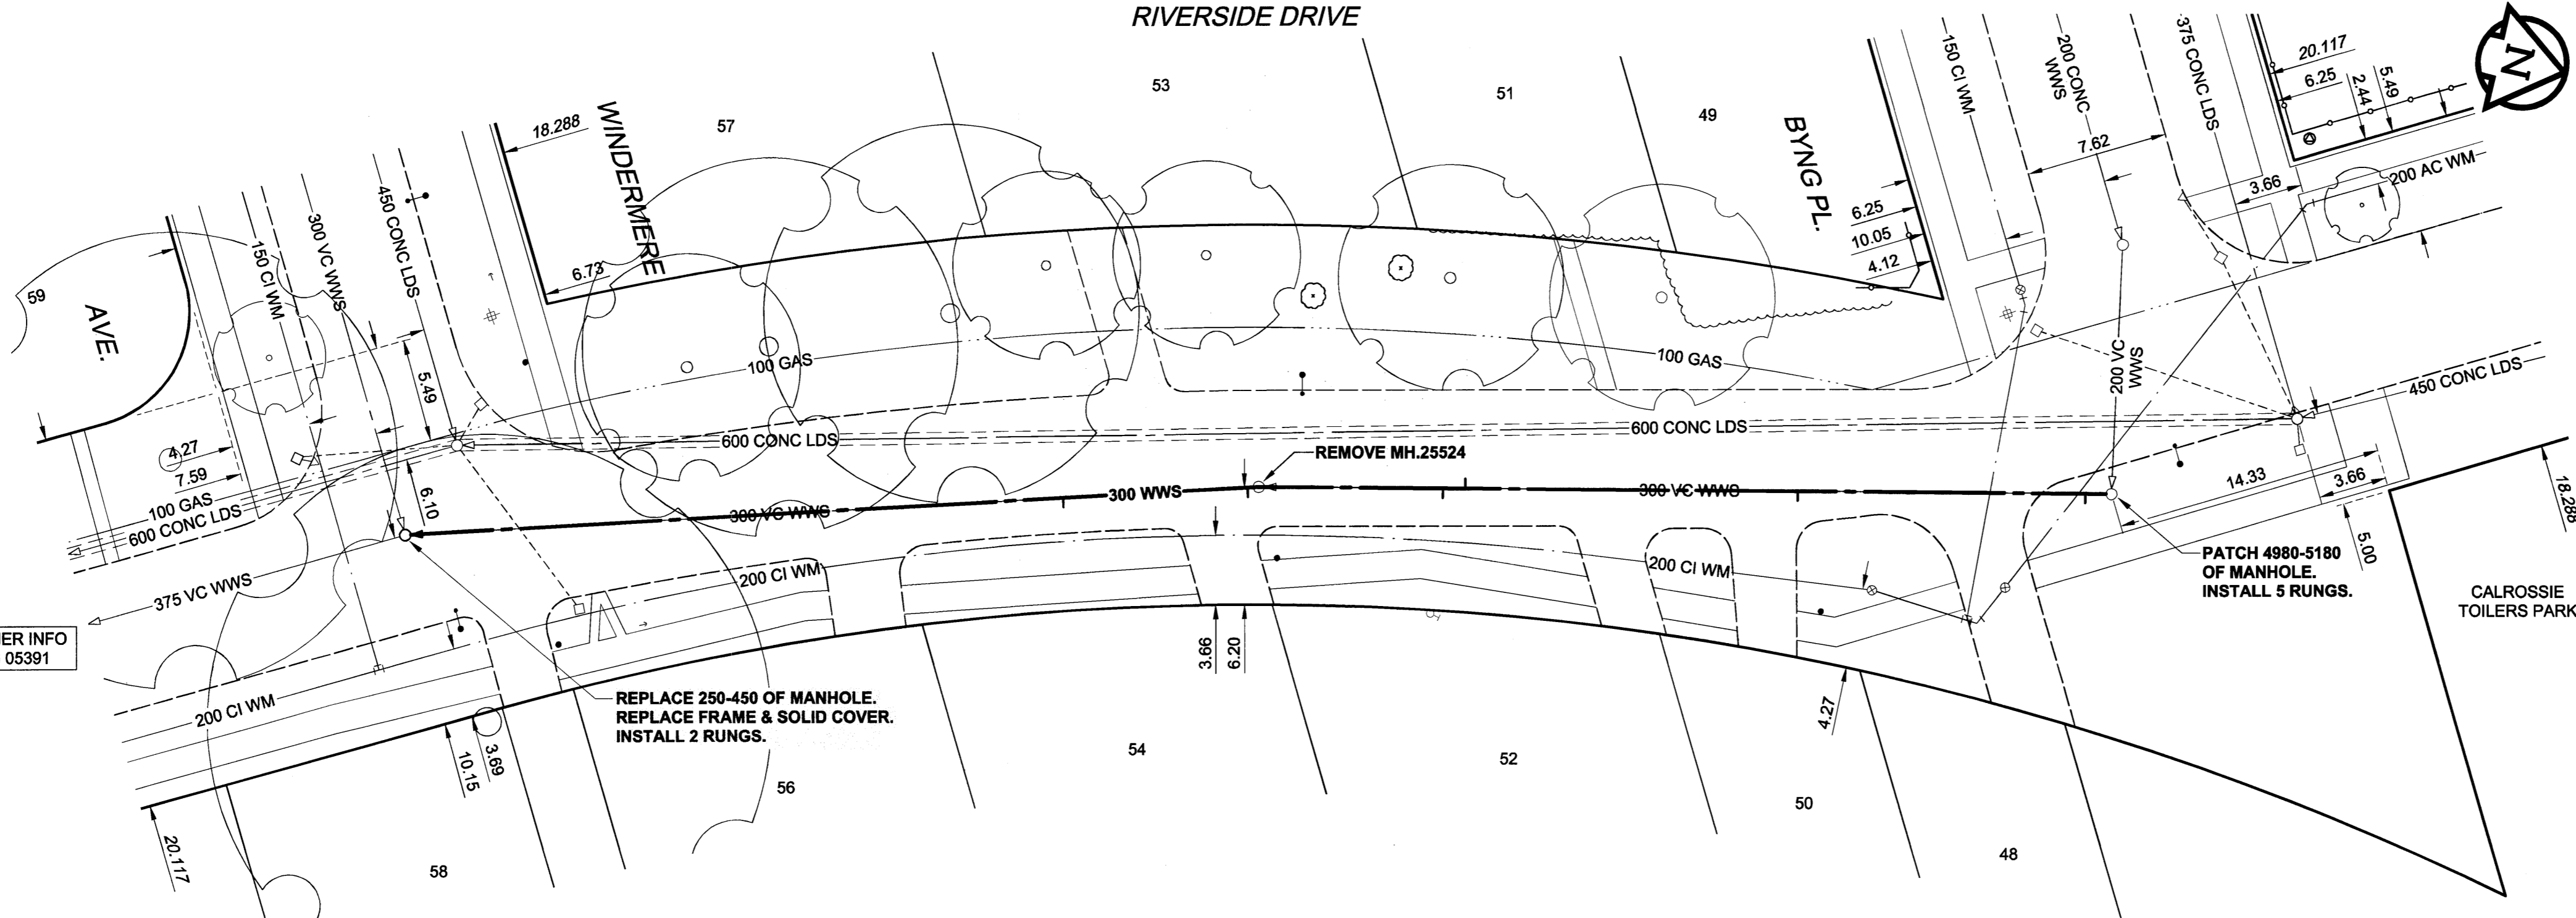 RIVERSIDE DRIVE
N
WINDERMERE
AVE.
BYNG PL.
59
57
53
51
49
58
56
54
52
50
48
18.288
6.73
150 CI WM
300 VC WWS
450 CONC LDS
5.49
6.10
4.27
7.59
100 GAS
600 CONC LDS
375 VC WWS
ER INFO
05391
200 CI WM
20.117
10.15
3.69
100 GAS
600 CONC LDS
300 VC WWS
300 WWS
200 CI WM
REPLACE 250-450 OF MANHOLE.
REPLACE FRAME & SOLID COVER.
INSTALL 2 RUNGS.
REMOVE MH.25524
3.66
6.20
100 GAS
600 CONC LDS
300 VC WWS
200 CI WM
4.27
6.25
10.05
4.12
150 CI WM
200 CONC
WWS
375 CONC LDS
7.62
20.117
6.25
2.44
5.49
3.66
200 AC WM
200 VC
WWS
450 CONC LDS
14.33
3.66
5.00
18.288
PATCH 4980-5180
OF MANHOLE.
INSTALL 5 RUNGS.
CALROSSIE
TOILERS PARK